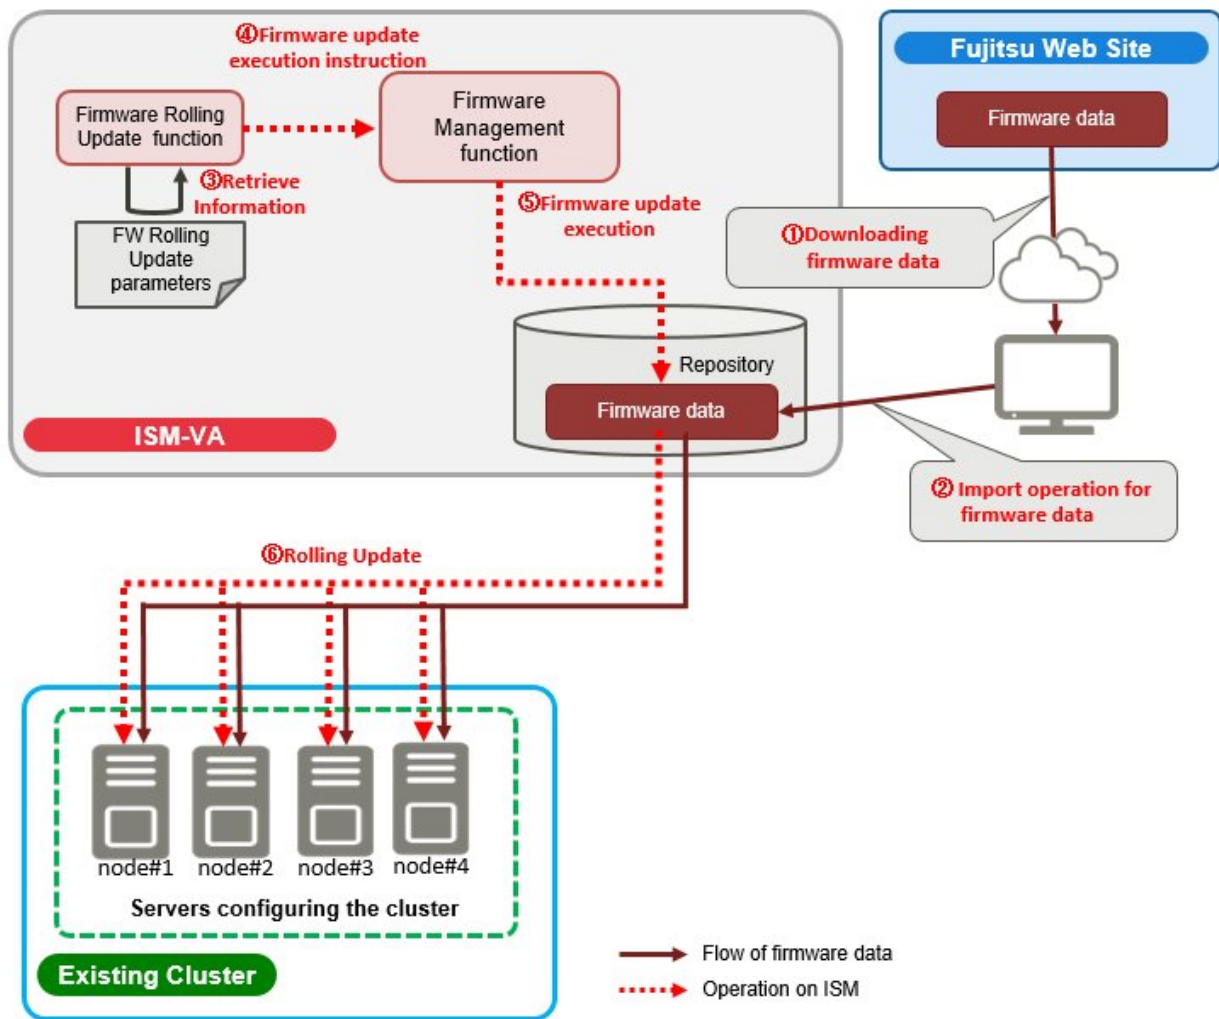 ④Firmware update
execution instruction
Fujitsu Web Site
Firmware data
Firmware Rolling
Update function
Firmware
Management
function
③Retrieve
Information
⑤Firmware update
execution
①Downloading
firmware data
FW Rolling
Update
parameters
Repository
Firmware data
ISM-VA
② Import operation for
firmware data
⑥Rolling Update
node#1
node#2
node#3
node#4
Servers configuring the cluster
Existing Cluster
Flow of firmware data
Operation on ISM